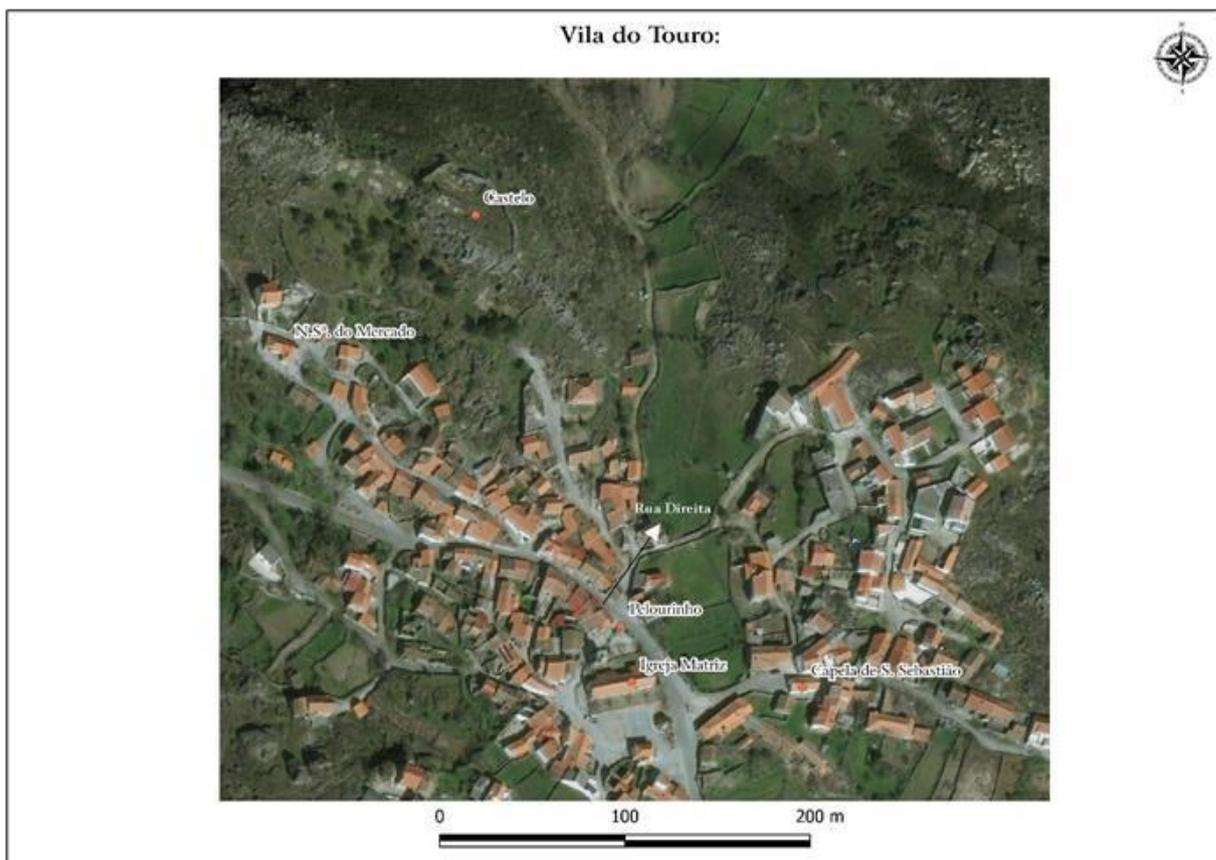 Vila do Touro:
N
S
Castelo
N.Sª. do Mercado
Rua Direita
Pelourinho
Igreja Matriz
Capela de S. Sebastião
0 100 200 m